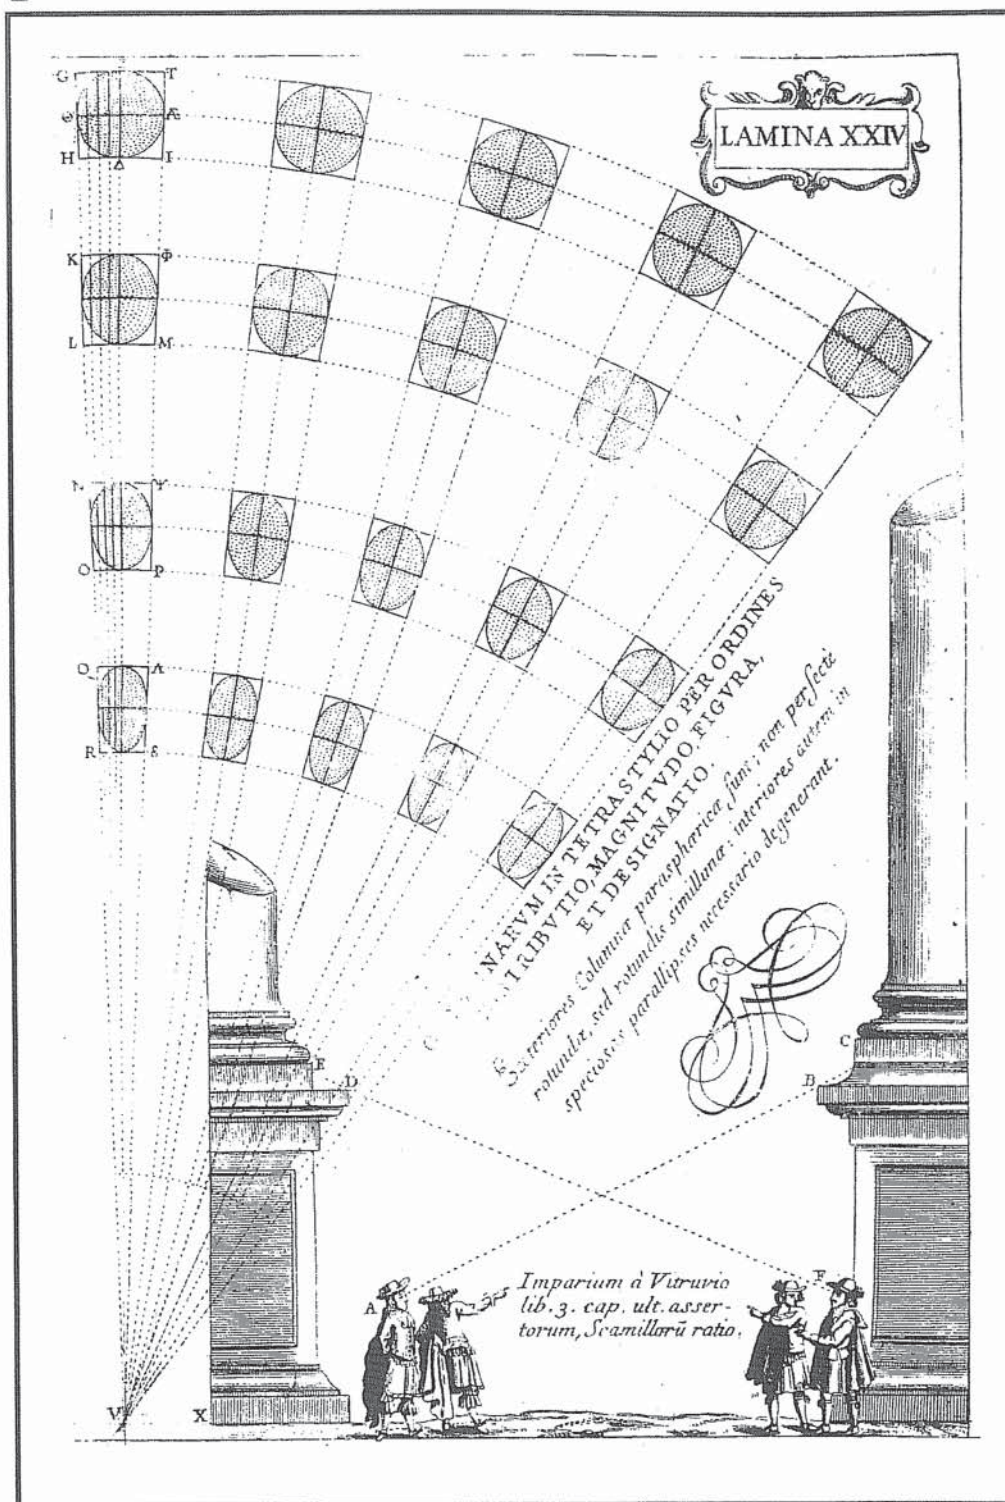 LAMINA XXIV
G T
Æ
H Δ I
K Φ
L M
O P
Q Λ
R
NAEVM IN TETRASTYLIO PER ORDINES
TRIBVTIO, MAGNITVDO, FIGVRA,
ET DESIGNATIO.
Exteriores Columnæ parasphæricæ sunt; non perfectè
rotundæ, sed rotundis simillimæ: interiores autem in
speciosas parallipses necessario degenerant.
E D
C
B
A
F
Imparium à Vitruvio
lib. 3. cap. ult. asser-
torum, Scamillorũ ratio.
V X